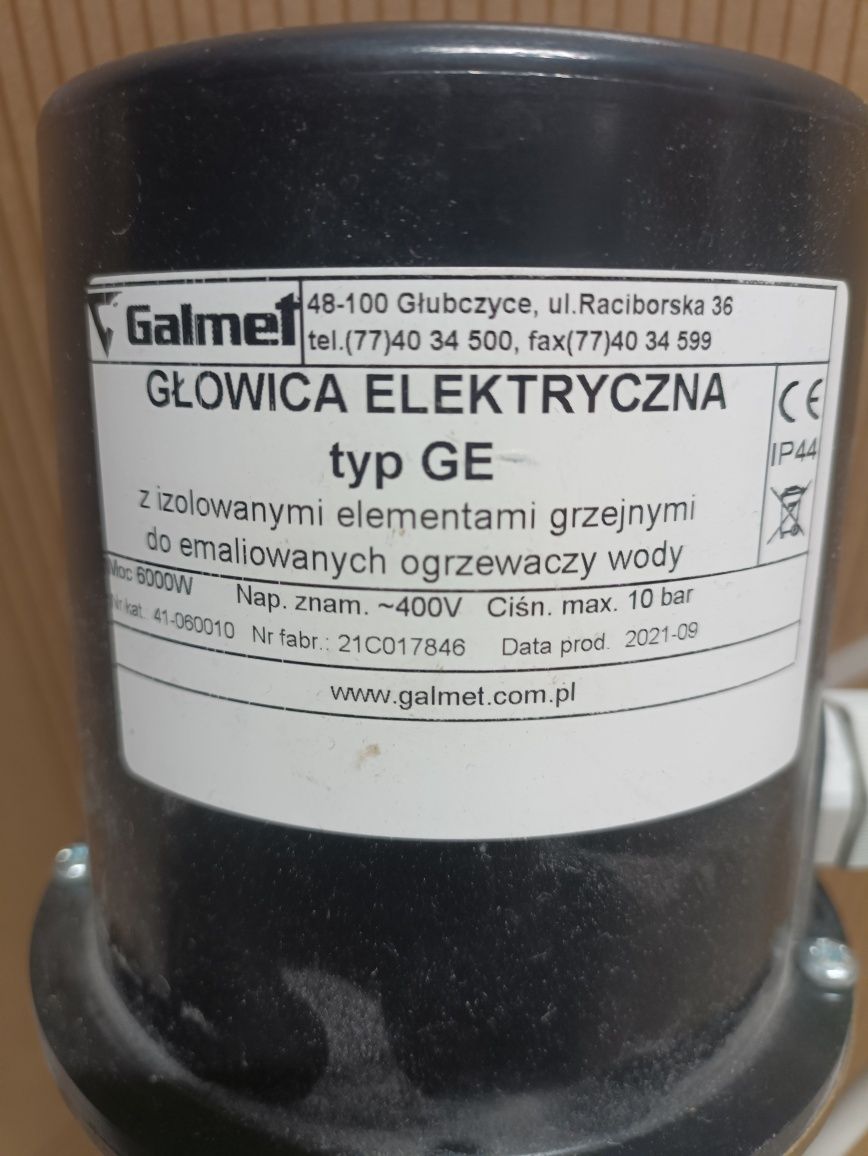 Galmet
48-100 Głubczyce, ul.Raciborska 36
tel.(77)40 34 500, fax(77)40 34 599
GŁOWICA ELEKTRYCZNA
typ GE
z izolowanymi elementami grzejnymi
do emaliowanych ogrzewaczy wody
CE
IP44
Moc 6000W Nap. znam. ~400V Ciśn. max. 10 bar
Nr kat. 41-060010 Nr fabr.: 21C017846 Data prod. 2021-09
www.galmet.com.pl